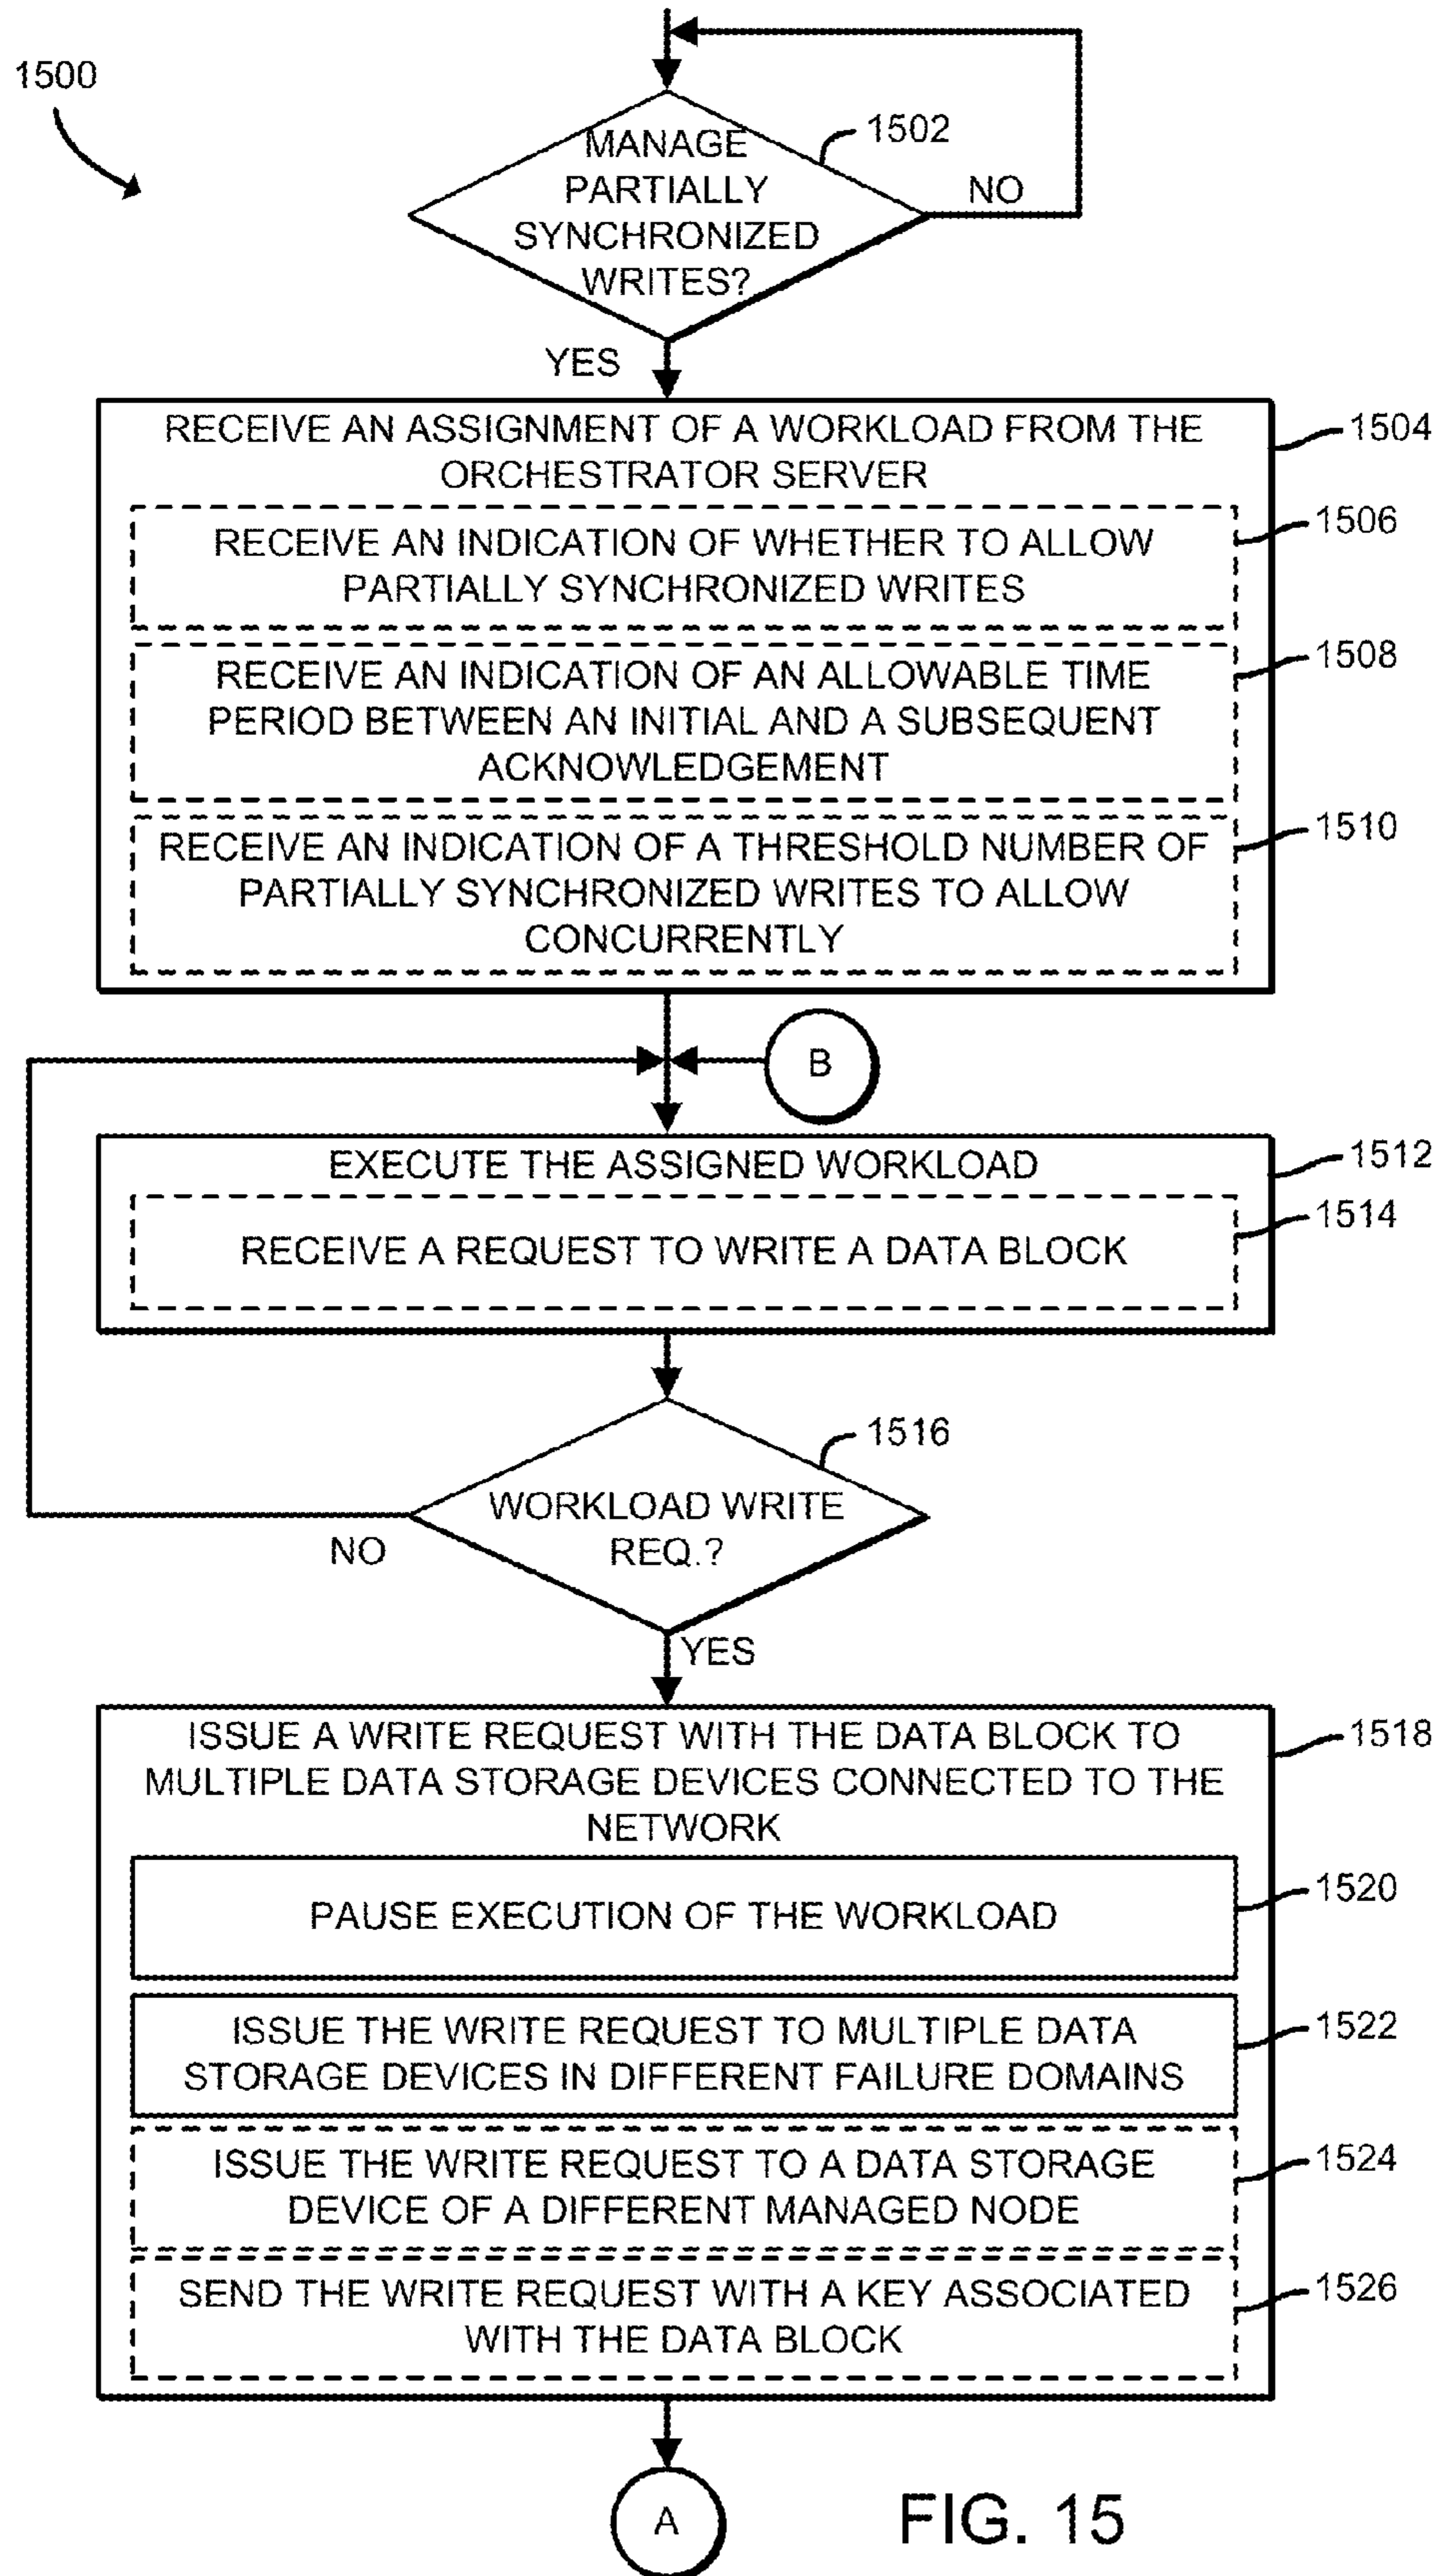 1500
MANAGE
PARTIALLY
SYNCHRONIZED
WRITES?
1502
NO
YES
RECEIVE AN ASSIGNMENT OF A WORKLOAD FROM THE
ORCHESTRATOR SERVER
1504
RECEIVE AN INDICATION OF WHETHER TO ALLOW
PARTIALLY SYNCHRONIZED WRITES
1506
RECEIVE AN INDICATION OF AN ALLOWABLE TIME
PERIOD BETWEEN AN INITIAL AND A SUBSEQUENT
ACKNOWLEDGEMENT
1508
RECEIVE AN INDICATION OF A THRESHOLD NUMBER OF
PARTIALLY SYNCHRONIZED WRITES TO ALLOW
CONCURRENTLY
1510
B
EXECUTE THE ASSIGNED WORKLOAD
1512
RECEIVE A REQUEST TO WRITE A DATA BLOCK
1514
WORKLOAD WRITE
REQ.?
1516
NO
YES
ISSUE A WRITE REQUEST WITH THE DATA BLOCK TO
MULTIPLE DATA STORAGE DEVICES CONNECTED TO THE
NETWORK
1518
PAUSE EXECUTION OF THE WORKLOAD
1520
ISSUE THE WRITE REQUEST TO MULTIPLE DATA
STORAGE DEVICES IN DIFFERENT FAILURE DOMAINS
1522
ISSUE THE WRITE REQUEST TO A DATA STORAGE
DEVICE OF A DIFFERENT MANAGED NODE
1524
SEND THE WRITE REQUEST WITH A KEY ASSOCIATED
WITH THE DATA BLOCK
1526
A
FIG. 15